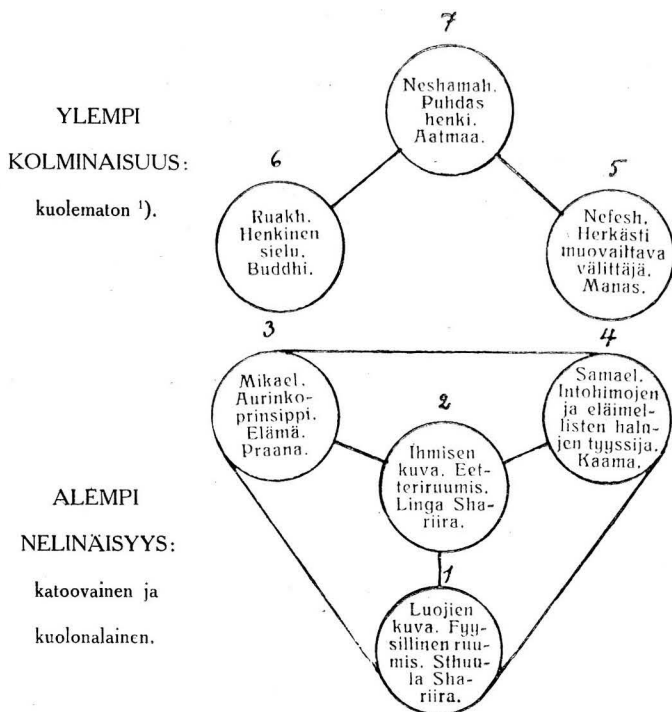 7
Neshamah.
Puhdas
henki.
Aatmaa.
YLEMPI
KOLMINAISUUS:
kuolematon ¹).
6
Ruakh.
Henkinen
sielu.
Buddhi.
5
Nefesh.
Herkästi
muovailtava
välittäjä.
Manas.
3
Mikael.
Aurinko-
prinsippi.
Elämä.
Praana.
4
Samael.
Intohimojen
ja eläimel-
listen halu-
jen tyyssija.
Kaama.
2
Ihmisen
kuva. Eet-
teriruumis.
Linga Sha-
riira.
ALEMPI
NELINÄISYYS:
katoovainen ja
kuolonalainen.
1
Luojien
kuva. Fyy-
sillinen ruu-
mis. Sthuu-
la Sha-
riira.